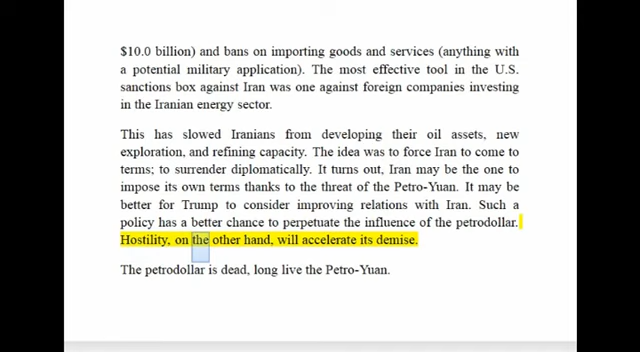 $10.0 billion) and bans on importing goods and services (anything with
a potential military application). The most effective tool in the U.S.
sanctions box against Iran was one against foreign companies investing
in the Iranian energy sector.
This has slowed Iranians from developing their oil assets, new
exploration, and refining capacity. The idea was to force Iran to come to
terms; to surrender diplomatically. It turns out, Iran may be the one to
impose its own terms thanks to the threat of the Petro-Yuan. It may be
better for Trump to consider improving relations with Iran. Such a
policy has a better chance to perpetuate the influence of the petrodollar.
Hostility, on the other hand, will accelerate its demise.
The petrodollar is dead, long live the Petro-Yuan.